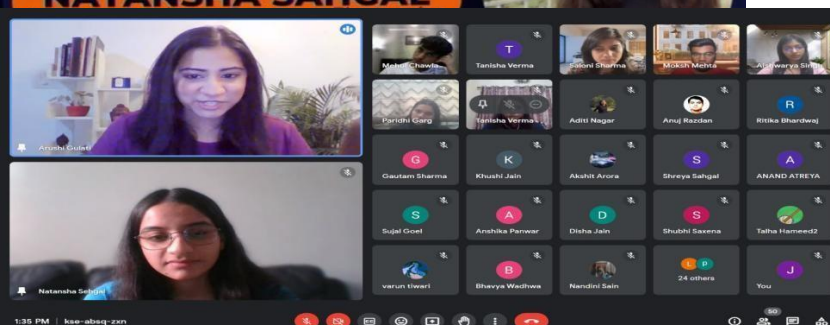 NATANSHA SAHGAL
Arushi Gulati
Natansha Sehgal
Mehul Chawla
Tanisha Verma
Saloni Sharma
Moksh Mehta
Aishwarya Singh
Paridhi Garg
Tanisha Verma
Aditi Nagar
Anuj Razdan
R
Ritika Bhardwaj
T
G
Gautam Sharma
K
Khushi Jain
Akshit Arora
S
Shreya Sahgal
A
ANAND ATREYA
S
Sujal Goel
A
Anshika Panwar
D
Disha Jain
S
Shubhi Saxena
Talha Hameed2
varun tiwari
B
Bhavya Wadhwa
Nandini Sain
L P
24 others
J
You
1:35 PM | kse-absq-zxn
50